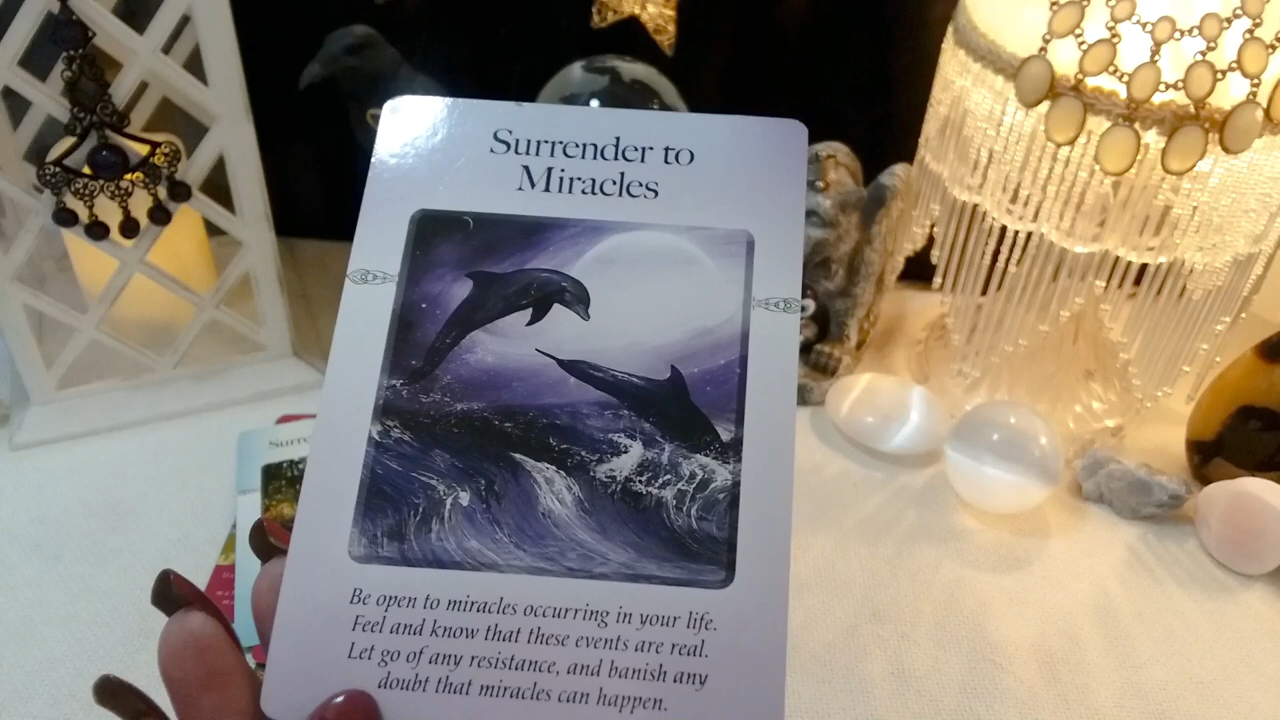 Surrender to
Miracles
Be open to miracles occurring in your life.
Feel and know that these events are real.
Let go of any resistance, and banish any
doubt that miracles can happen.